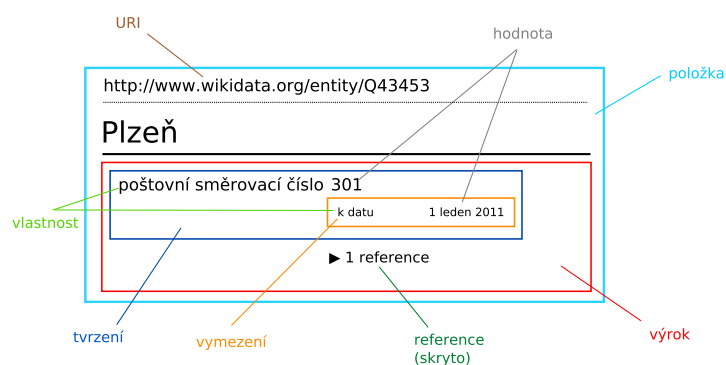 URI
hodnota
položka
http://www.wikidata.org/entity/Q43453
Plzeň
poštovní směrovací číslo 301
k datu 1 leden 2011
vlastnost
▶ 1 reference
tvrzení
vymezení
reference
(skryto)
výrok